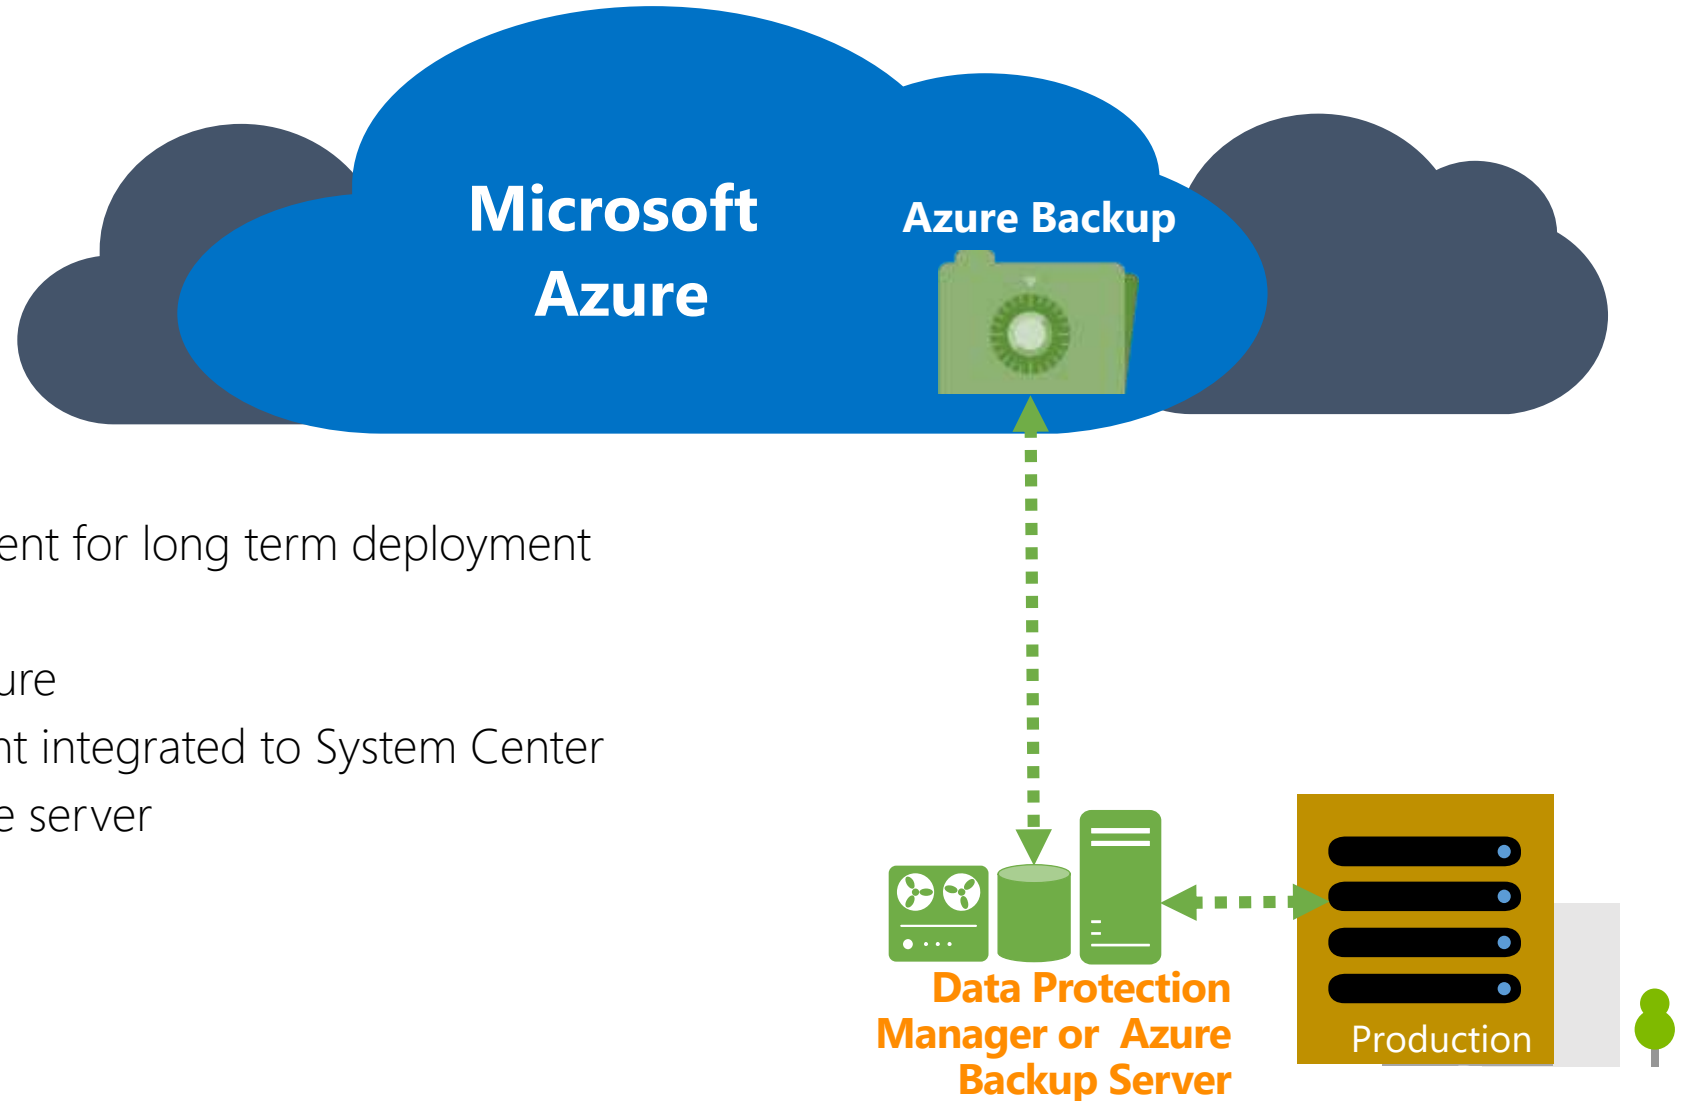 Microsoft
Azure
Azure Backup
ent for long term deployment
ure
nt integrated to System Center
e server
Data Protection
Manager or Azure
Backup Server
Production